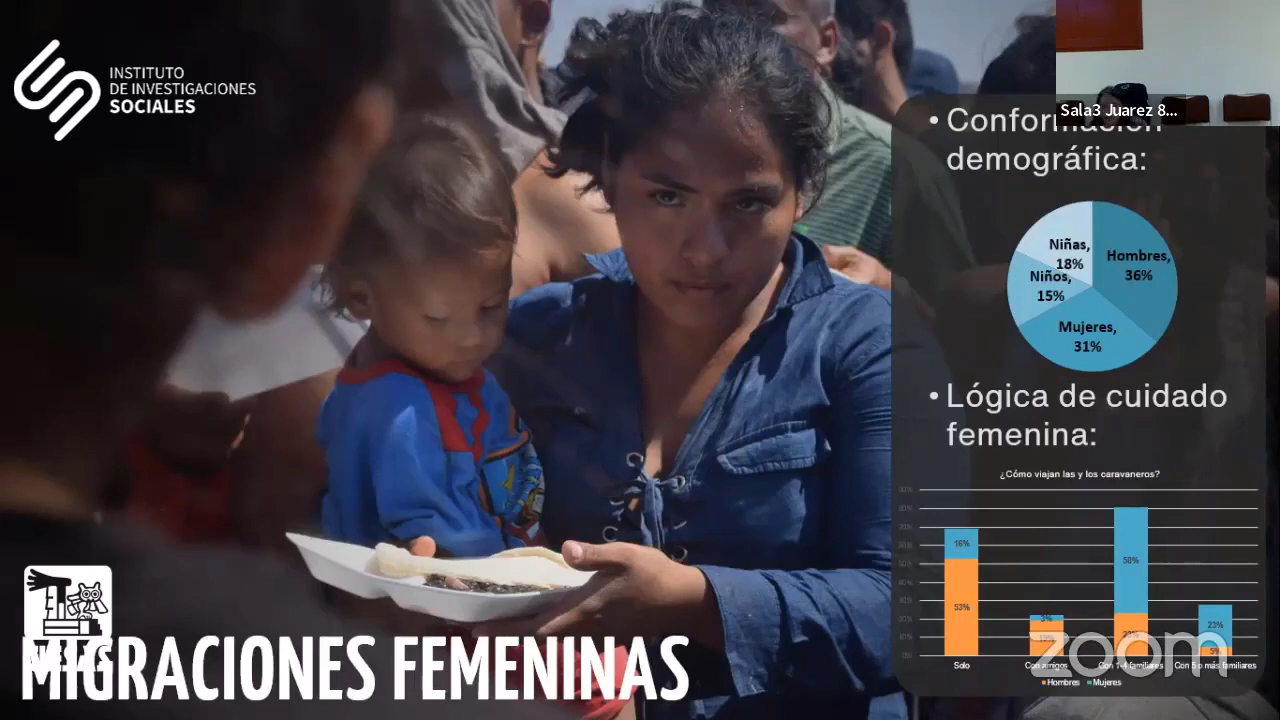 INSTITUTO
DE INVESTIGACIONES
SOCIALES
Sala3 Juarez 8...
• Conformación
demográfica:
Niñas,
18%
Hombres,
36%
Niños,
15%
Mujeres,
31%
• Lógica de cuidado
femenina:
¿Cómo viajan las y los caravaneros?
16%
53%
3%
58%
23%
5%
Solo
Con amigos
Con 1-4 familiares
Con 5 o más familiares
Hombres
Mujeres
zoom
MIGRACIONES FEMENINAS